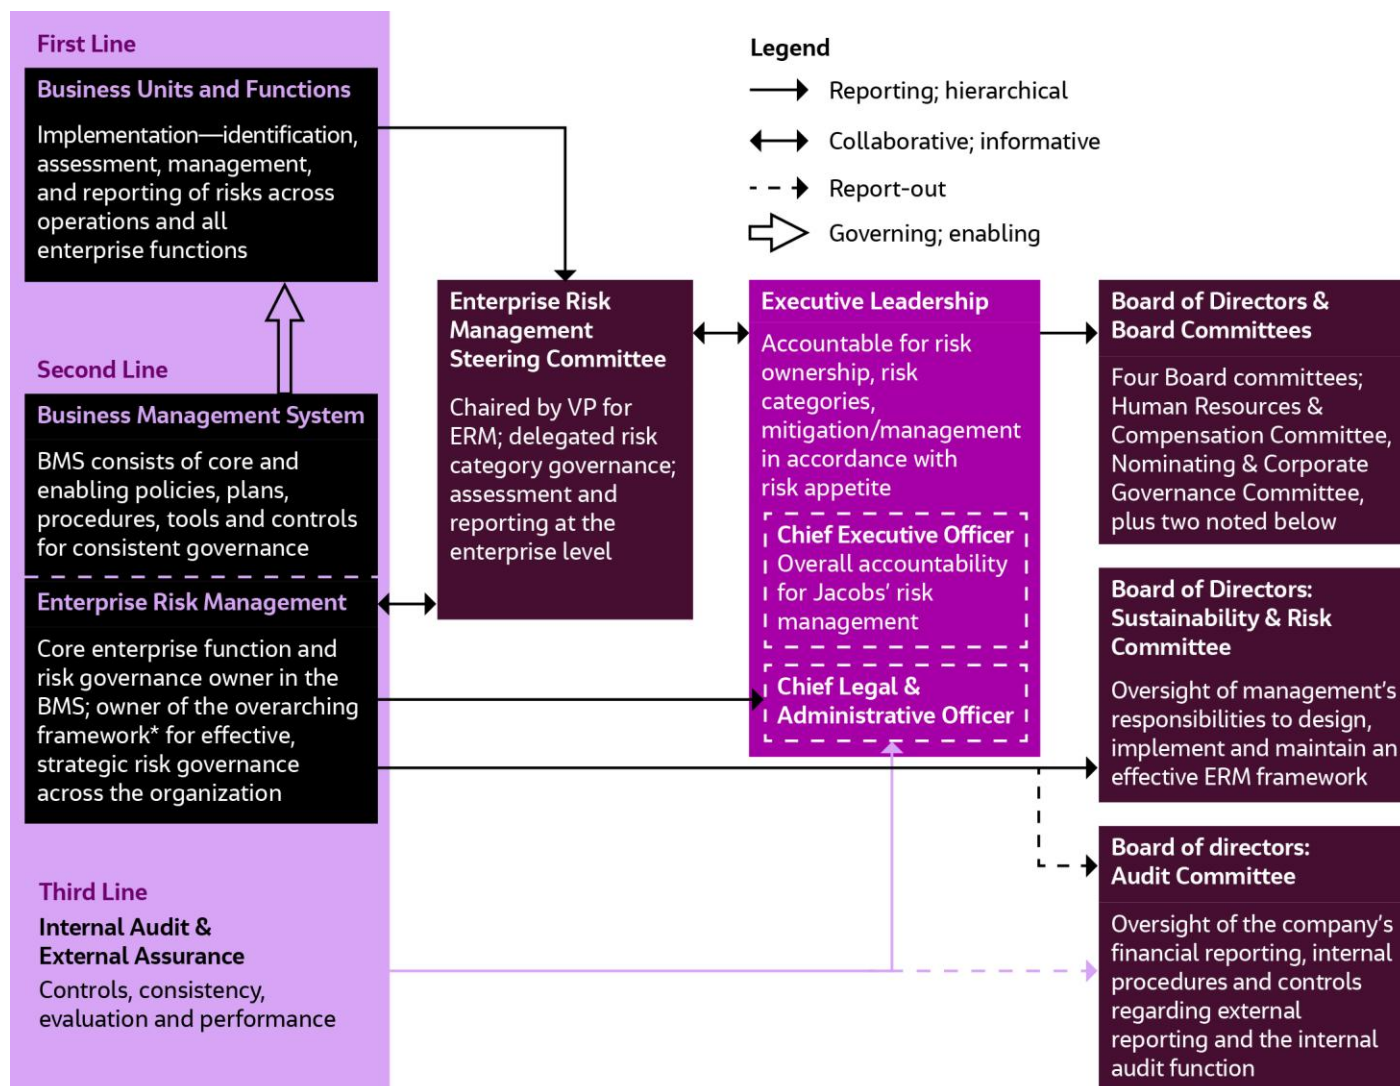 First Line
Business Units and Functions
Implementation—identification,
assessment, management,
and reporting of risks across
operations and all
enterprise functions
Second Line
Business Management System
BMS consists of core and
enabling policies, plans,
procedures, tools and controls
for consistent governance
Enterprise Risk Management
Core enterprise function and
risk governance owner in the
BMS; owner of the overarching
framework* for effective,
strategic risk governance
across the organization
Third Line
Internal Audit &
External Assurance
Controls, consistency,
evaluation and performance
Legend
Reporting; hierarchical
Collaborative; informative
Report-out
Governing; enabling
Enterprise Risk
Management
Steering Committee
Chaired by VP for
ERM; delegated risk
category governance;
assessment and
reporting at the
enterprise level
Executive Leadership
Accountable for risk
ownership, risk
categories,
mitigation/management
in accordance with
risk appetite
Chief Executive Officer
Overall accountability
for Jacobs’ risk
management
Chief Legal &
Administrative Officer
Board of Directors &
Board Committees
Four Board committees;
Human Resources &
Compensation Committee,
Nominating & Corporate
Governance Committee,
plus two noted below
Board of Directors:
Sustainability & Risk
Committee
Oversight of management’s
responsibilities to design,
implement and maintain an
effective ERM framework
Board of directors:
Audit Committee
Oversight of the company’s
financial reporting, internal
procedures and controls
regarding external
reporting and the internal
audit function